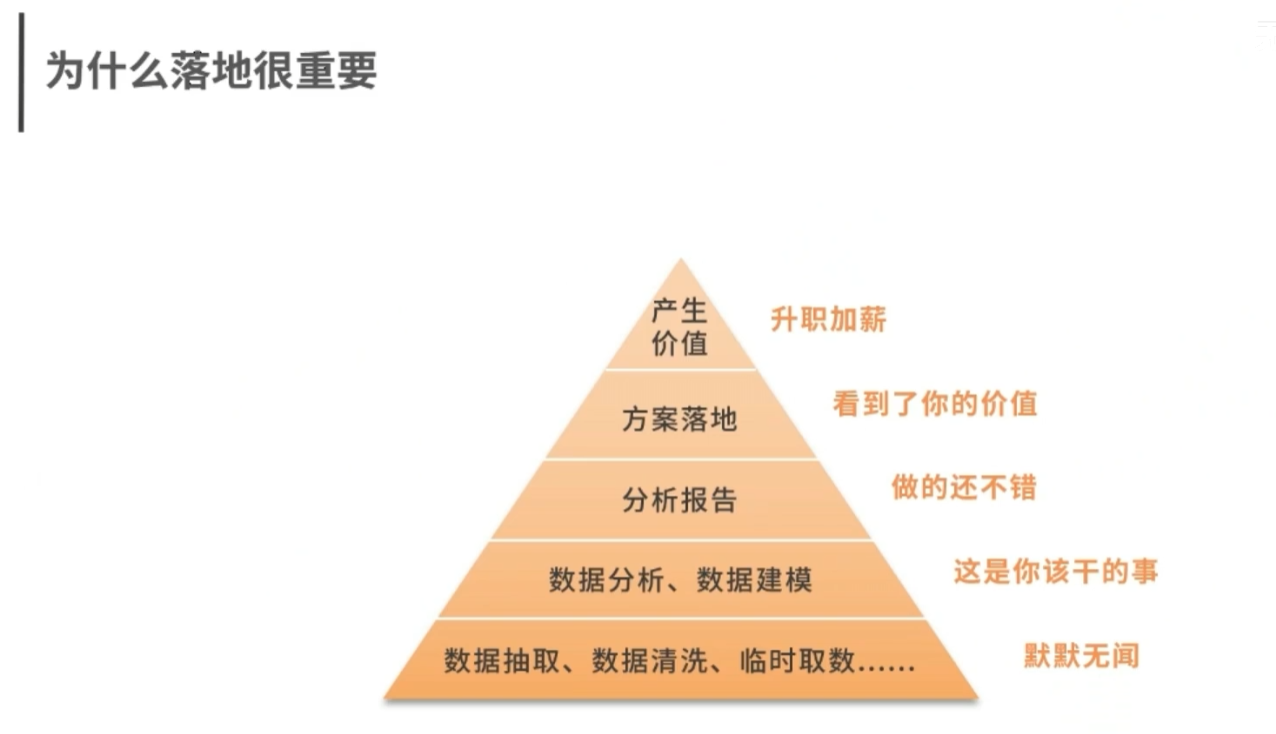 为什么落地很重要
产生
价值
升职加薪
方案落地
看到了你的价值
分析报告
做的还不错
数据分析、数据建模
这是你该干的事
数据抽取、数据清洗、临时取数……
默默无闻